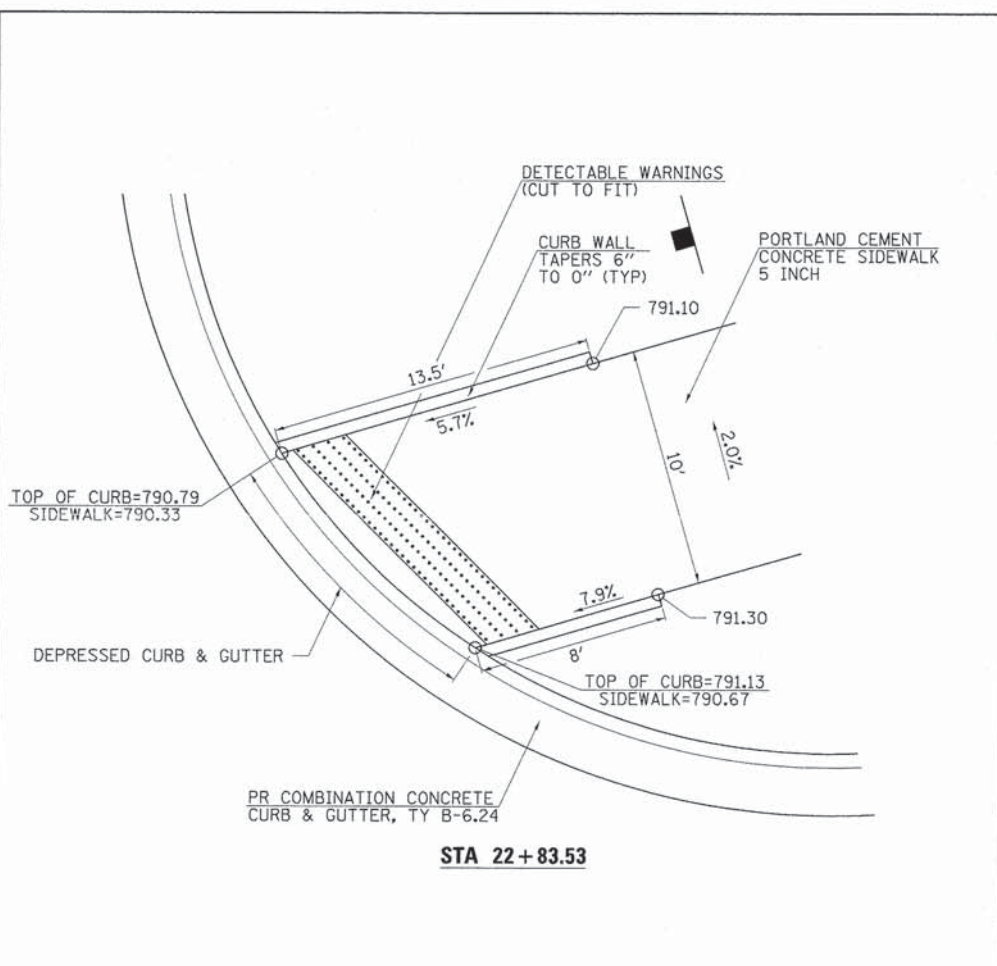 DETECTABLE WARNINGS
(CUT TO FIT)
CURB WALL
TAPERS 6"
TO 0" (TYP)
PORTLAND CEMENT
CONCRETE SIDEWALK
5 INCH
791.10
13.5'
5.7%
10'
2.0%
TOP OF CURB=790.79
SIDEWALK=790.33
7.9%
791.30
8'
DEPRESSED CURB & GUTTER
TOP OF CURB=791.13
SIDEWALK=790.67
PR COMBINATION CONCRETE
CURB & GUTTER, TY B-6.24
STA 22+83.53